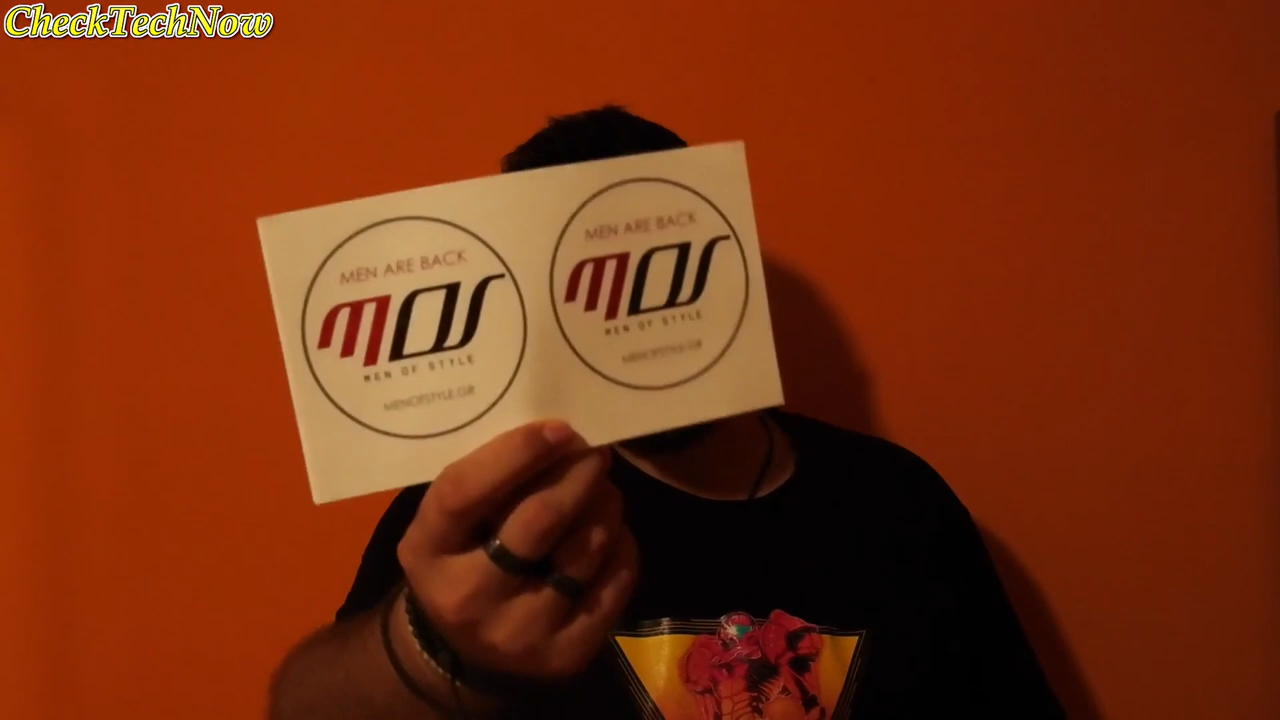 CheckTechNow
MEN ARE BACK
mos
MEN OF STYLE
MENOFSTYLE.GR
MEN ARE BACK
mos
MEN OF STYLE
MENOFSTYLE.GR